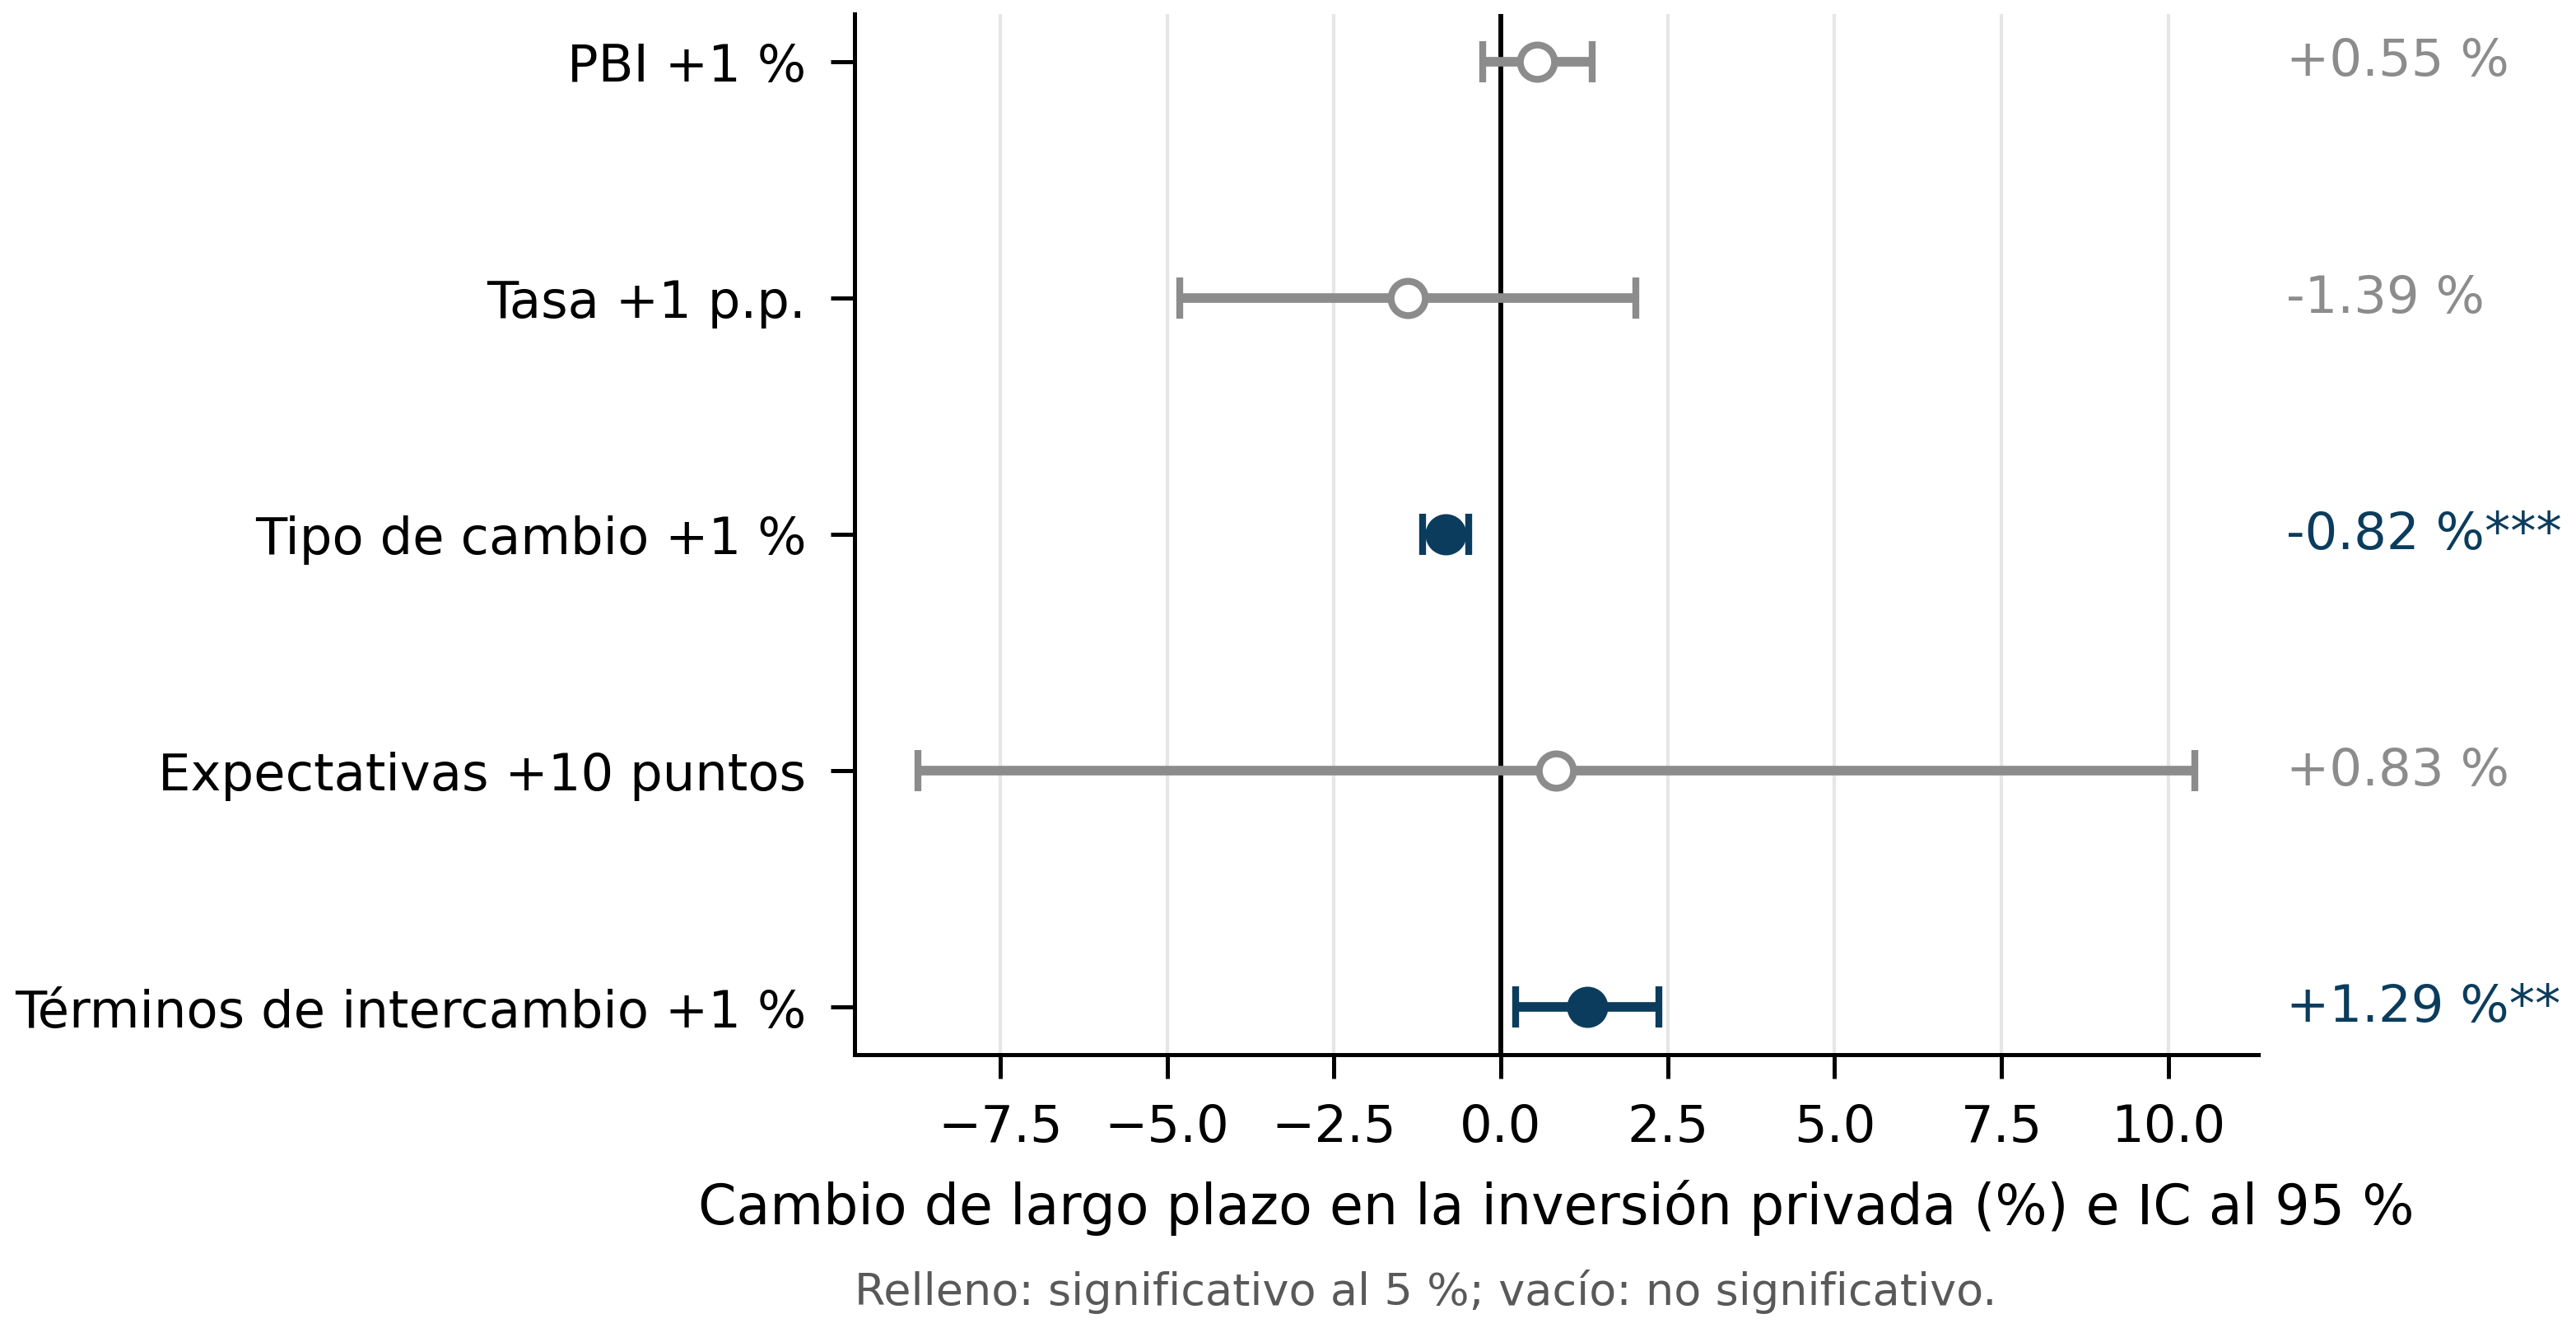 PBI +1 % +0.55 %
Tasa +1 p.p. -1.39 %
Tipo de cambio +1 % -0.82 %***
Expectativas +10 puntos +0.83 %
Términos de intercambio +1 % +1.29 %**
−7.5 −5.0 −2.5 0.0 2.5 5.0 7.5 10.0
Cambio de largo plazo en la inversión privada (%) e IC al 95 %
Relleno: significativo al 5 %; vacío: no significativo.